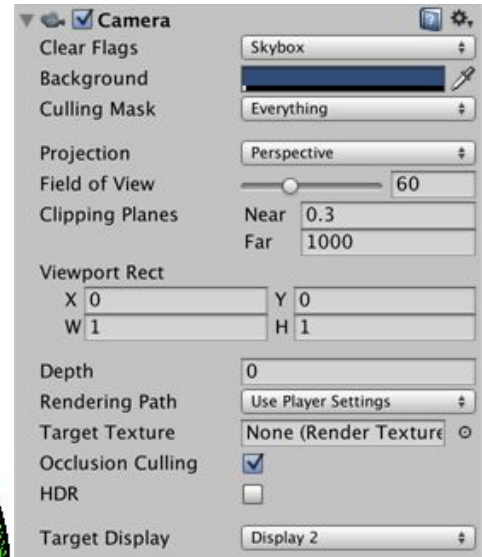 Camera
Clear Flags Skybox
Background
Culling Mask Everything
Projection Perspective
Field of View 60
Clipping Planes Near 0.3
Far 1000
Viewport Rect
X 0 Y 0
W 1 H 1
Depth 0
Rendering Path Use Player Settings
Target Texture None (Render Texture
Occlusion Culling
HDR
Target Display Display 2